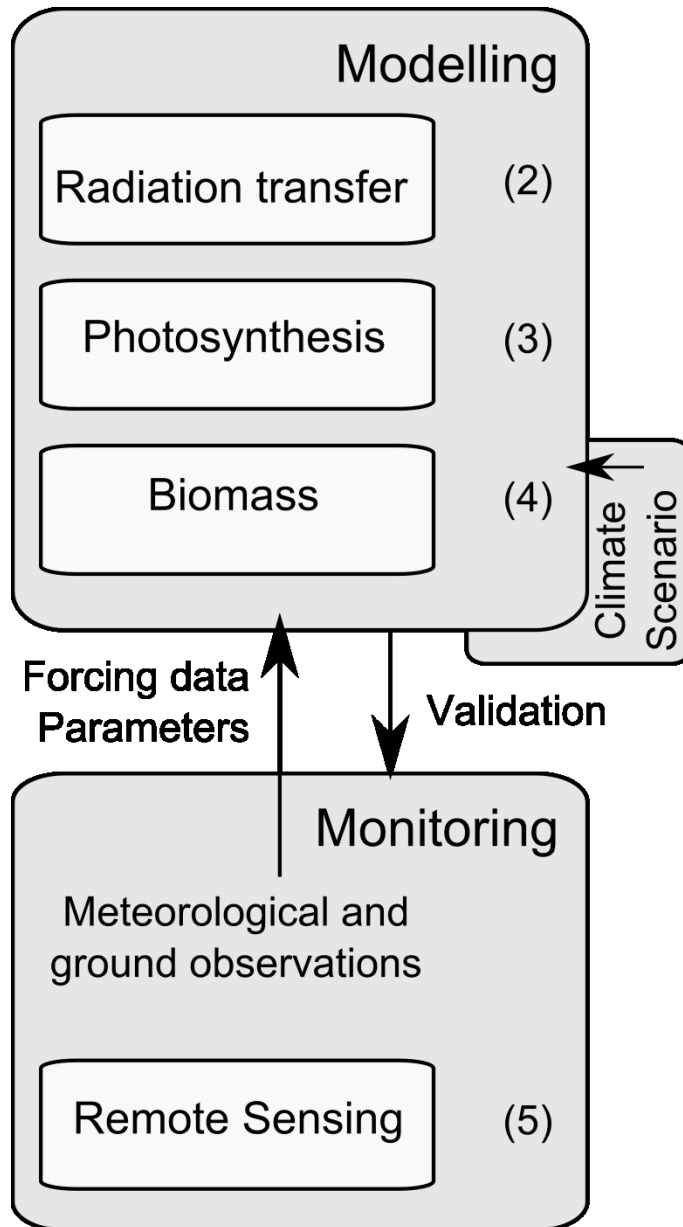 Modelling
Radiation transfer
(2)
Photosynthesis
(3)
Biomass
(4)
Climate
Scenario
Forcing data
Parameters
Validation
Monitoring
Meteorological and
ground observations
Remote Sensing
(5)